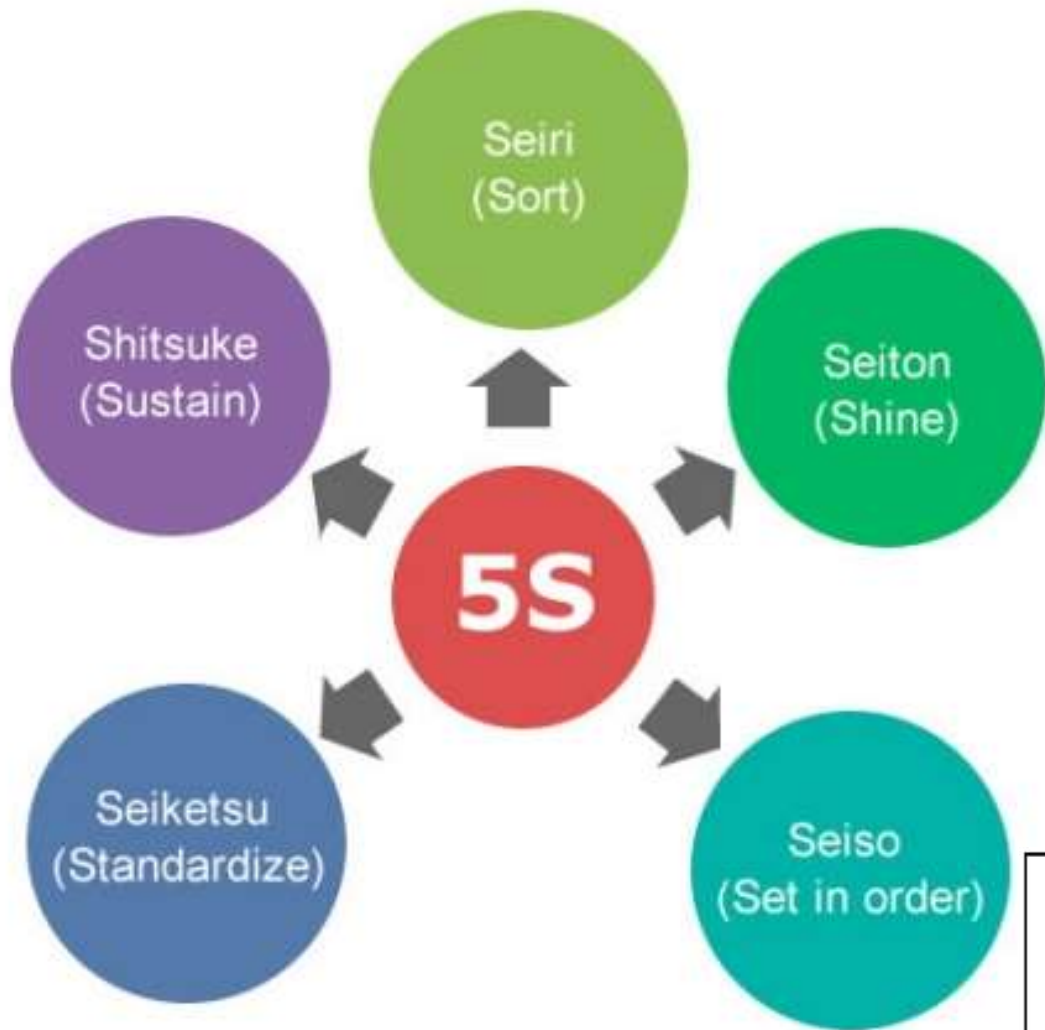 Seiri
(Sort)
Seiton
(Shine)
Seiso
(Set in order)
Seiketsu
(Standardize)
Shitsuke
(Sustain)
5S